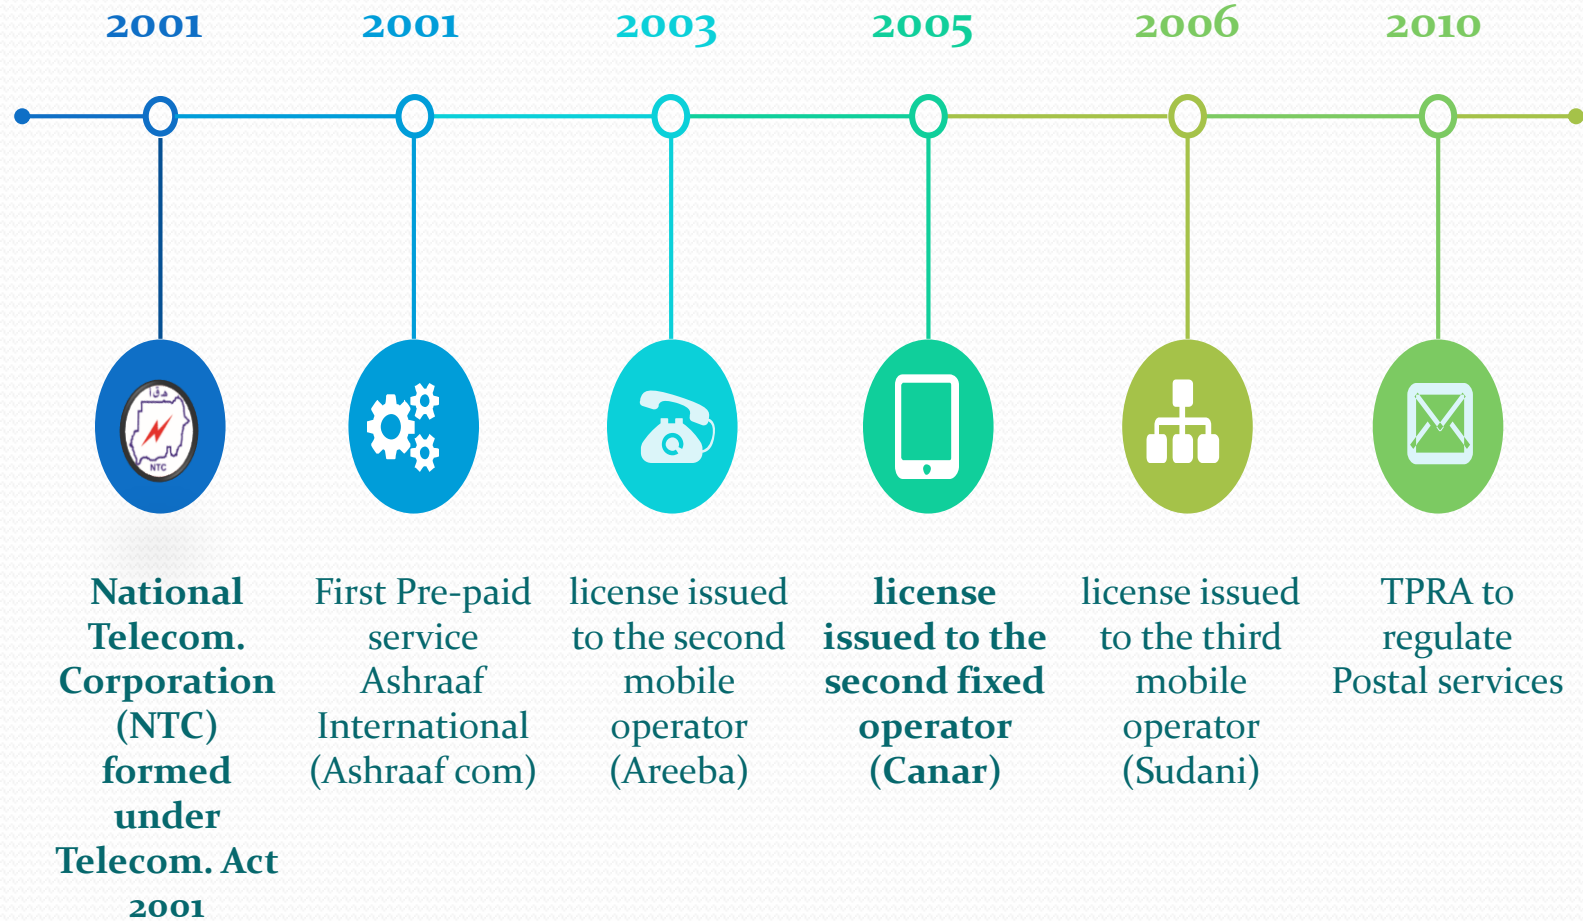 2001
2001
2003
2005
2006
2010
NTC
National
Telecom.
Corporation
(NTC)
formed
under
Telecom. Act
2001
First Pre-paid
service
Ashraaf
International
(Ashraaf com)
license issued
to the second
mobile
operator
(Areeba)
license
issued to the
second fixed
operator
(Canar)
license issued
to the third
mobile
operator
(Sudani)
TPRA to
regulate
Postal services